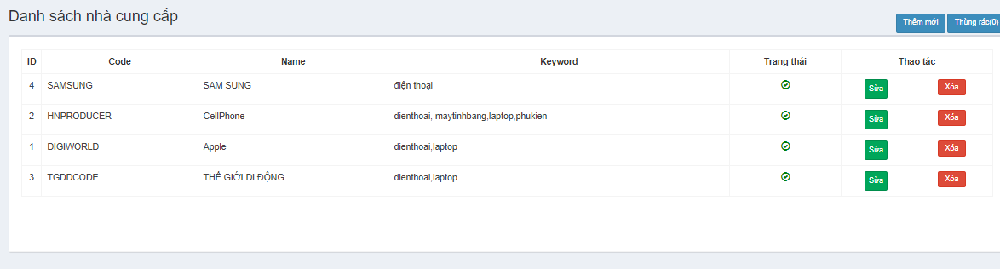 Danh sách nhà cung cấp
Thêm mới Thùng rác(0)
ID Code Name Keyword Trạng thái Thao tác
4 SAMSUNG SAM SUNG điện thoại Sửa Xóa
2 HNPRODUCER CellPhone dienthoai, maytinhbang,laptop,phukien Sửa Xóa
1 DIGIWORLD Apple dienthoai,laptop Sửa Xóa
3 TGDDCODE THẾ GIỚI DI ĐỘNG dienthoai,laptop Sửa Xóa